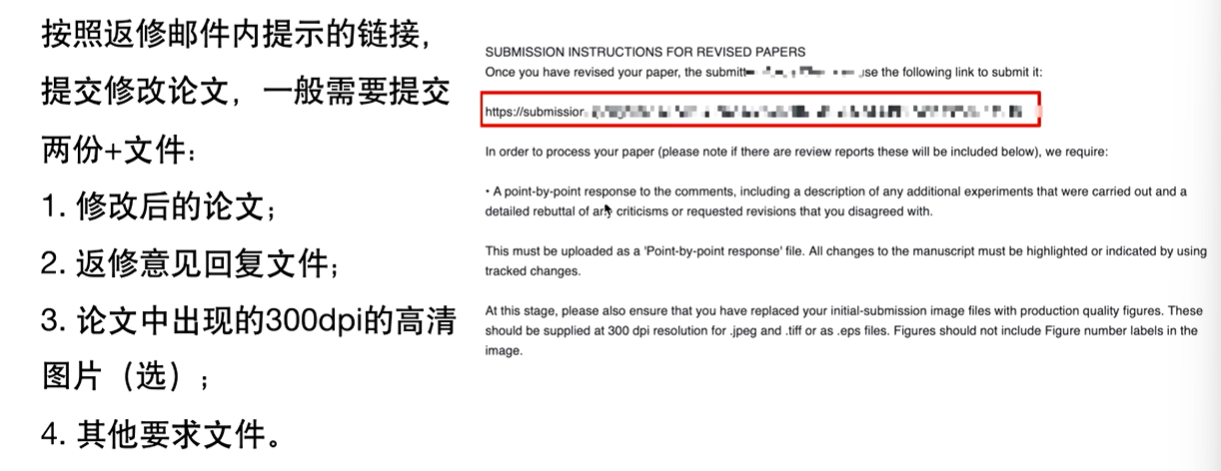 按照返修邮件内提示的链接，
提交修改论文，一般需要提交
两份+文件：
1. 修改后的论文；
2. 返修意见回复文件；
3. 论文中出现的300dpi的高清
图片（选）；
4. 其他要求文件。
SUBMISSION INSTRUCTIONS FOR REVISED PAPERS
Once you have revised your paper, the use the following link to submit it:
https://submission
In order to process your paper (please note if there are review reports these will be included below), we require:
• A point-by-point response to the comments, including a description of any additional experiments that were carried out and a
detailed rebuttal of any criticisms or requested revisions that you disagreed with.
This must be uploaded as a 'Point-by-point response' file. All changes to the manuscript must be highlighted or indicated by using
tracked changes.
At this stage, please also ensure that you have replaced your initial-submission image files with production quality figures. These
should be supplied at 300 dpi resolution for .jpeg and .tiff or as .eps files. Figures should not include Figure number labels in the
image.